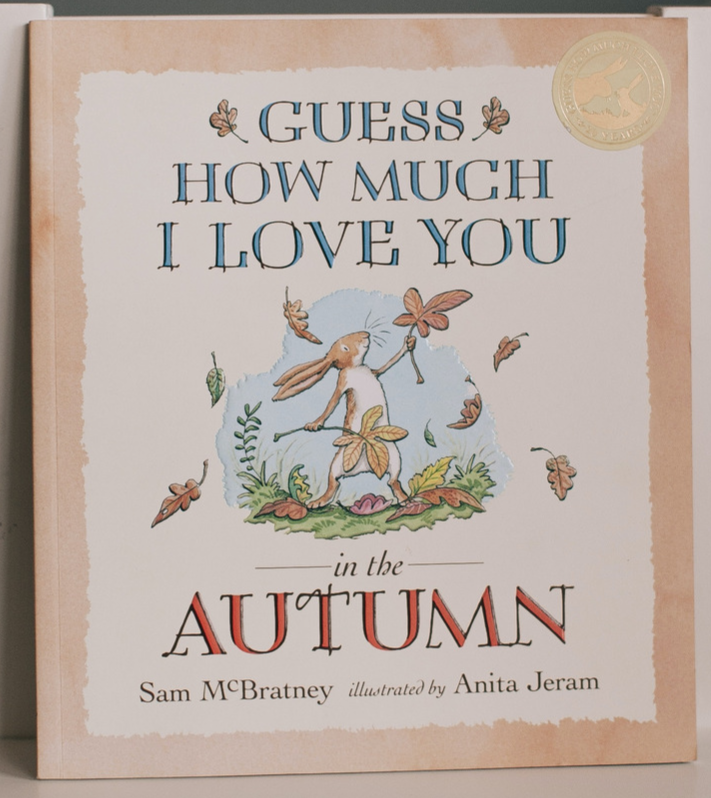 GUESS
HOW MUCH
I LOVE YOU
in the
AUTUMN
Sam McBratney illustrated by Anita Jeram